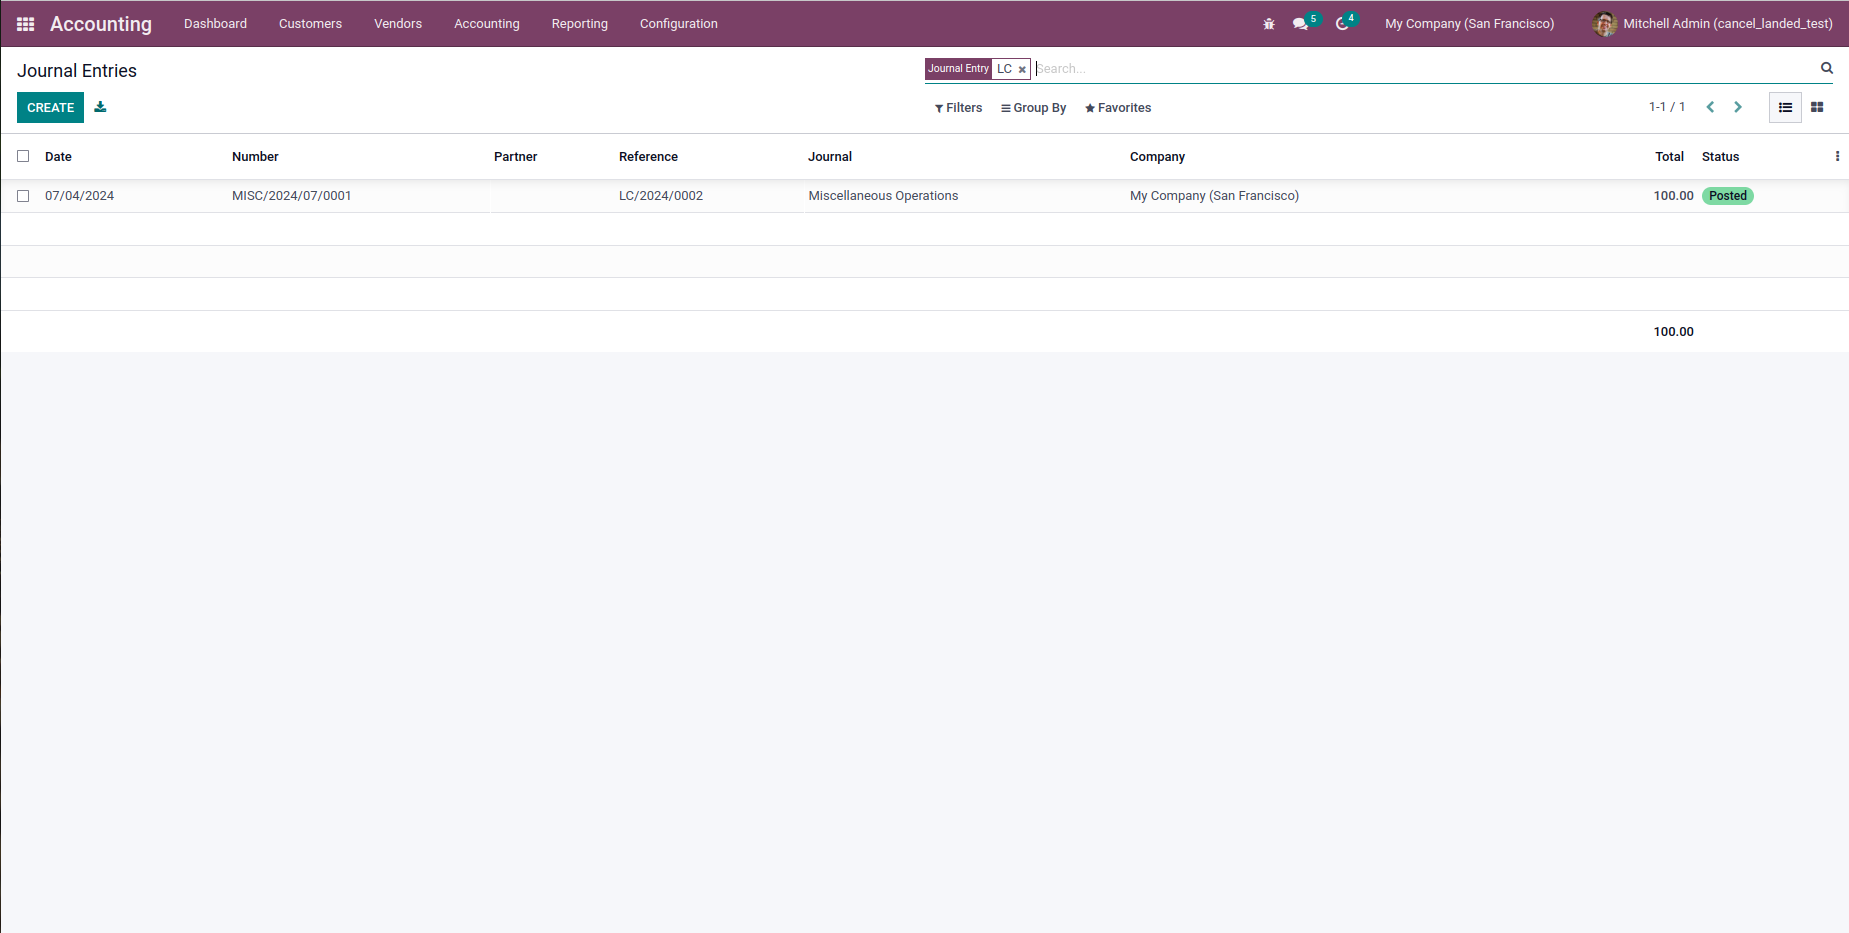 Accounting Dashboard Customers Vendors Accounting Reporting Configuration 5 4 My Company (San Francisco) Mitchell Admin (cancel_landed_test)
Journal Entries Journal Entry LC Search...
CREATE Filters Group By Favorites 1-1 / 1
Date Number Partner Reference Journal Company Total Status
07/04/2024 MISC/2024/07/0001 LC/2024/0002 Miscellaneous Operations My Company (San Francisco) 100.00 Posted
100.00